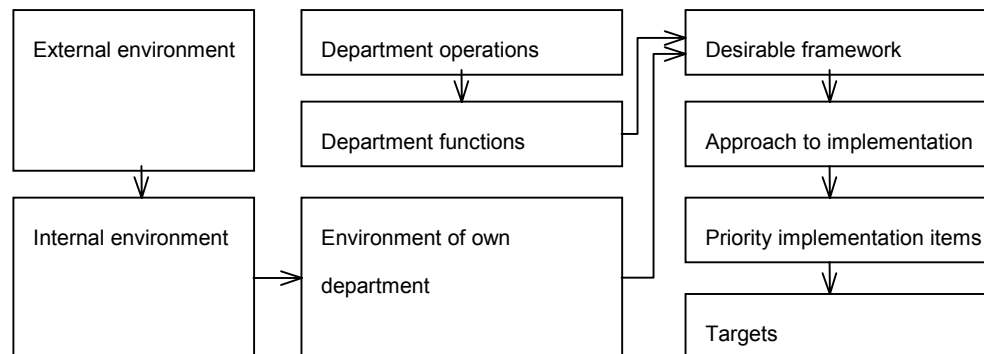 External environment
Department operations
Desirable framework
Department functions
Approach to implementation
Internal environment
Environment of own
department
Priority implementation items
Targets